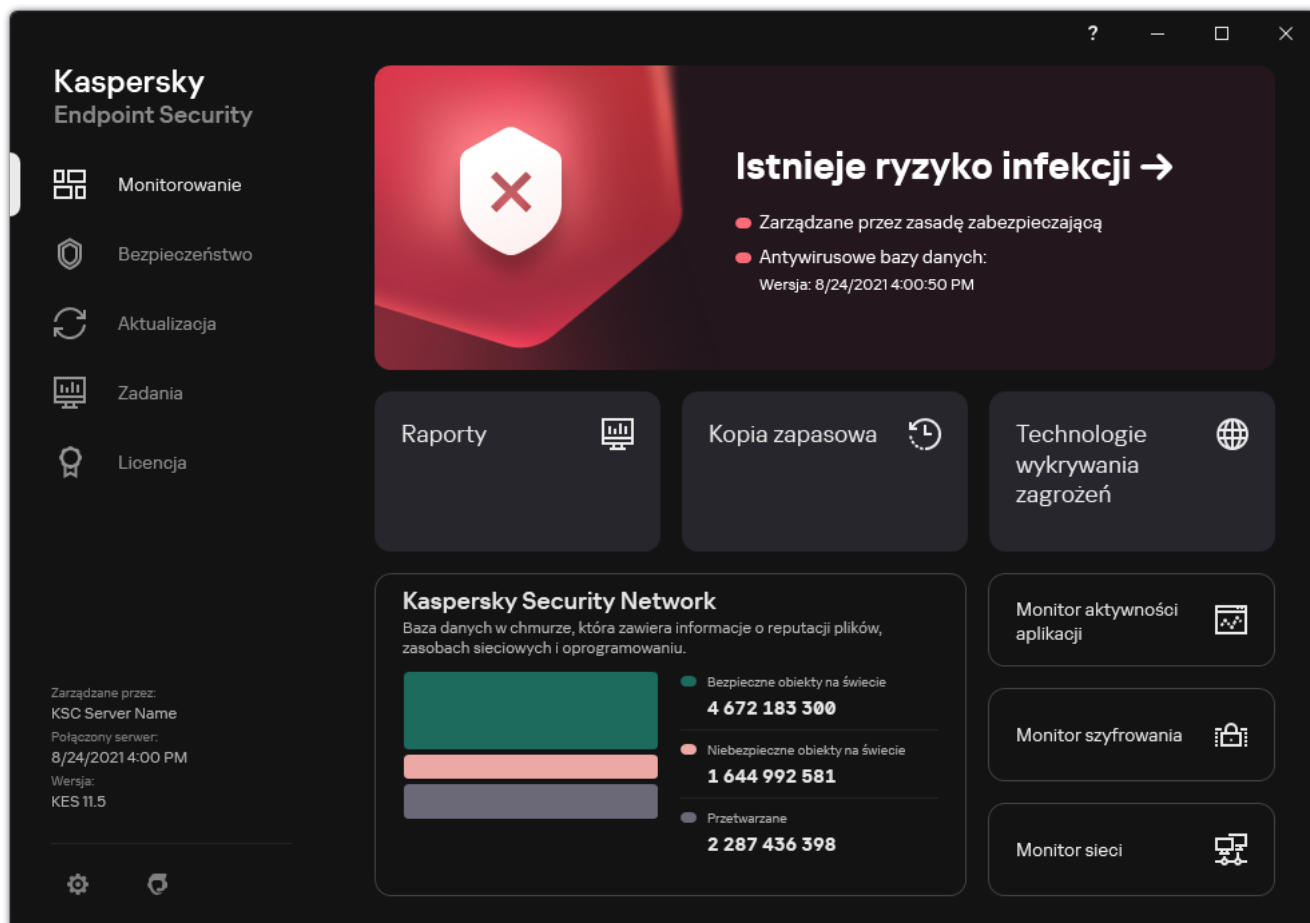 ?
Kaspersky
Endpoint Security
Monitorowanie
Bezpieczeństwo
Aktualizacja
Zadania
Licencja
Zarządzane przez:
KSC Server Name
Połączony serwer:
8/24/2021 4:00 PM
Wersja:
KES 11.5
Istnieje ryzyko infekcji →
Zarządzane przez zasadę zabezpieczającą
Antywirusowe bazy danych:
Wersja: 8/24/2021 4:00:50 PM
Raporty
Kopia zapasowa
Technologie
wykrywania
zagrożeń
Kaspersky Security Network
Baza danych w chmurze, która zawiera informacje o reputacji plików,
zasobach sieciowych i oprogramowaniu.
Bezpieczne obiekty na świecie
4 672 183 300
Niebezpieczne obiekty na świecie
1 644 992 581
Przetwarzane
2 287 436 398
Monitor aktywności
aplikacji
Monitor szyfrowania
Monitor sieci